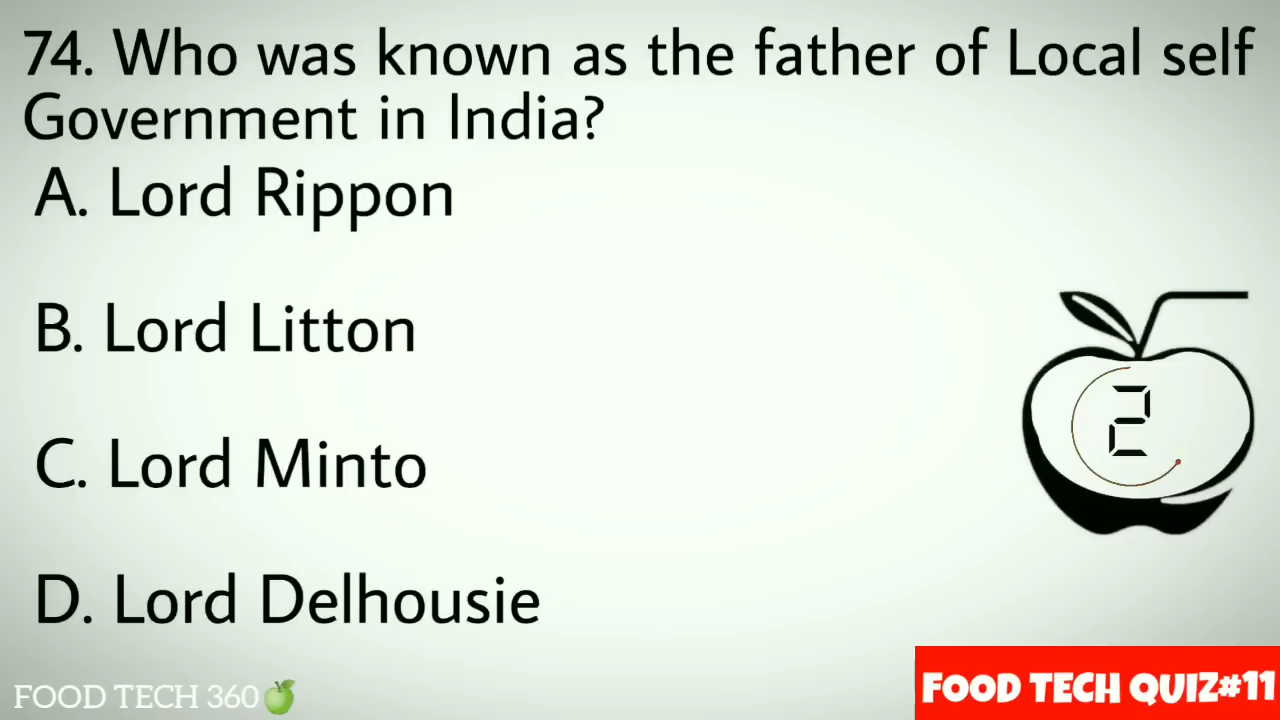 74. Who was known as the father of Local self
Government in India?
A. Lord Rippon
B. Lord Litton
C. Lord Minto
D. Lord Delhousie
2
FOOD TECH 360
FOOD TECH QUIZ#11